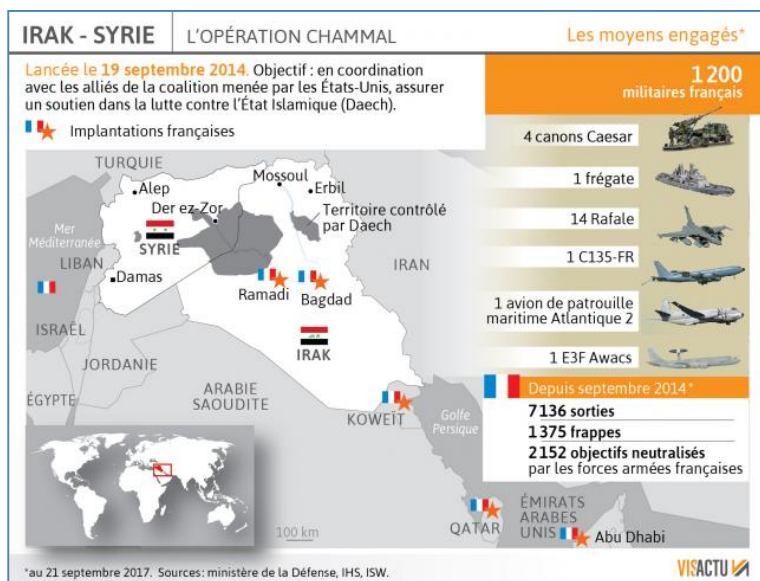 IRAK - SYRIE
L'OPÉRATION CHAMMAL
Les moyens engagés*
Lancée le 19 septembre 2014. Objectif : en coordination
avec les alliés de la coalition menée par les États-Unis, assurer
un soutien dans la lutte contre l'État Islamique (Daech).
Implantations françaises
1 200
militaires français
4 canons Caesar
1 frégate
14 Rafale
1 C135-FR
1 avion de patrouille
maritime Atlantique 2
1 E3F Awacs
TURQUIE
Alep
Mossoul
Erbil
Der ez-Zor
Territoire contrôlé
par Daech
Mer
Méditerranée
SYRIE
LIBAN
IRAN
Damas
Ramadi
Bagdad
ISRAËL
IRAK
JORDANIE
ÉGYPTE
ARABIE
SAOUDITE
KOWEÏT
Golfe
Persique
QATAR
ÉMIRATS
ARABES
UNIS
Abu Dhabi
100 km
Depuis septembre 2014*
7 136 sorties
1 375 frappes
2 152 objectifs neutralisés
par les forces armées françaises
*au 21 septembre 2017. Sources: ministère de la Défense, IHS, ISW.
VISACTU